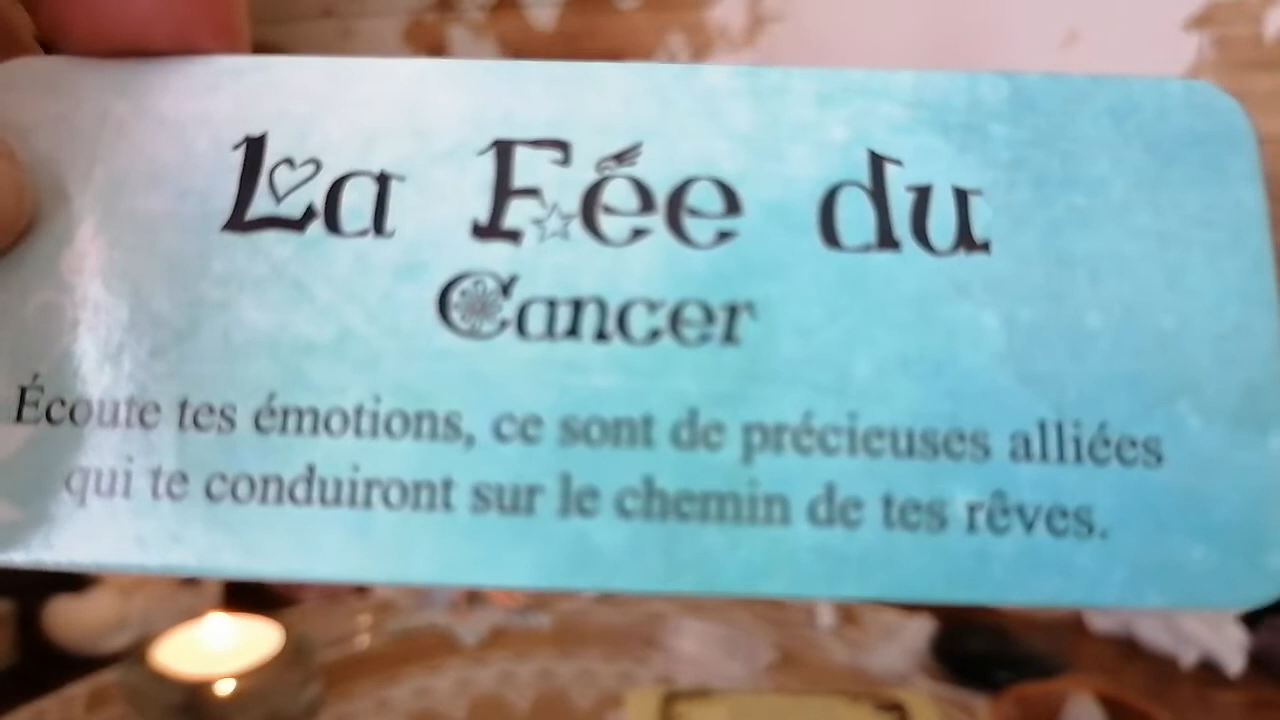 La Fée du
Cancer
Écoute tes émotions, ce sont de précieuses alliées
qui te conduiront sur le chemin de tes rêves.